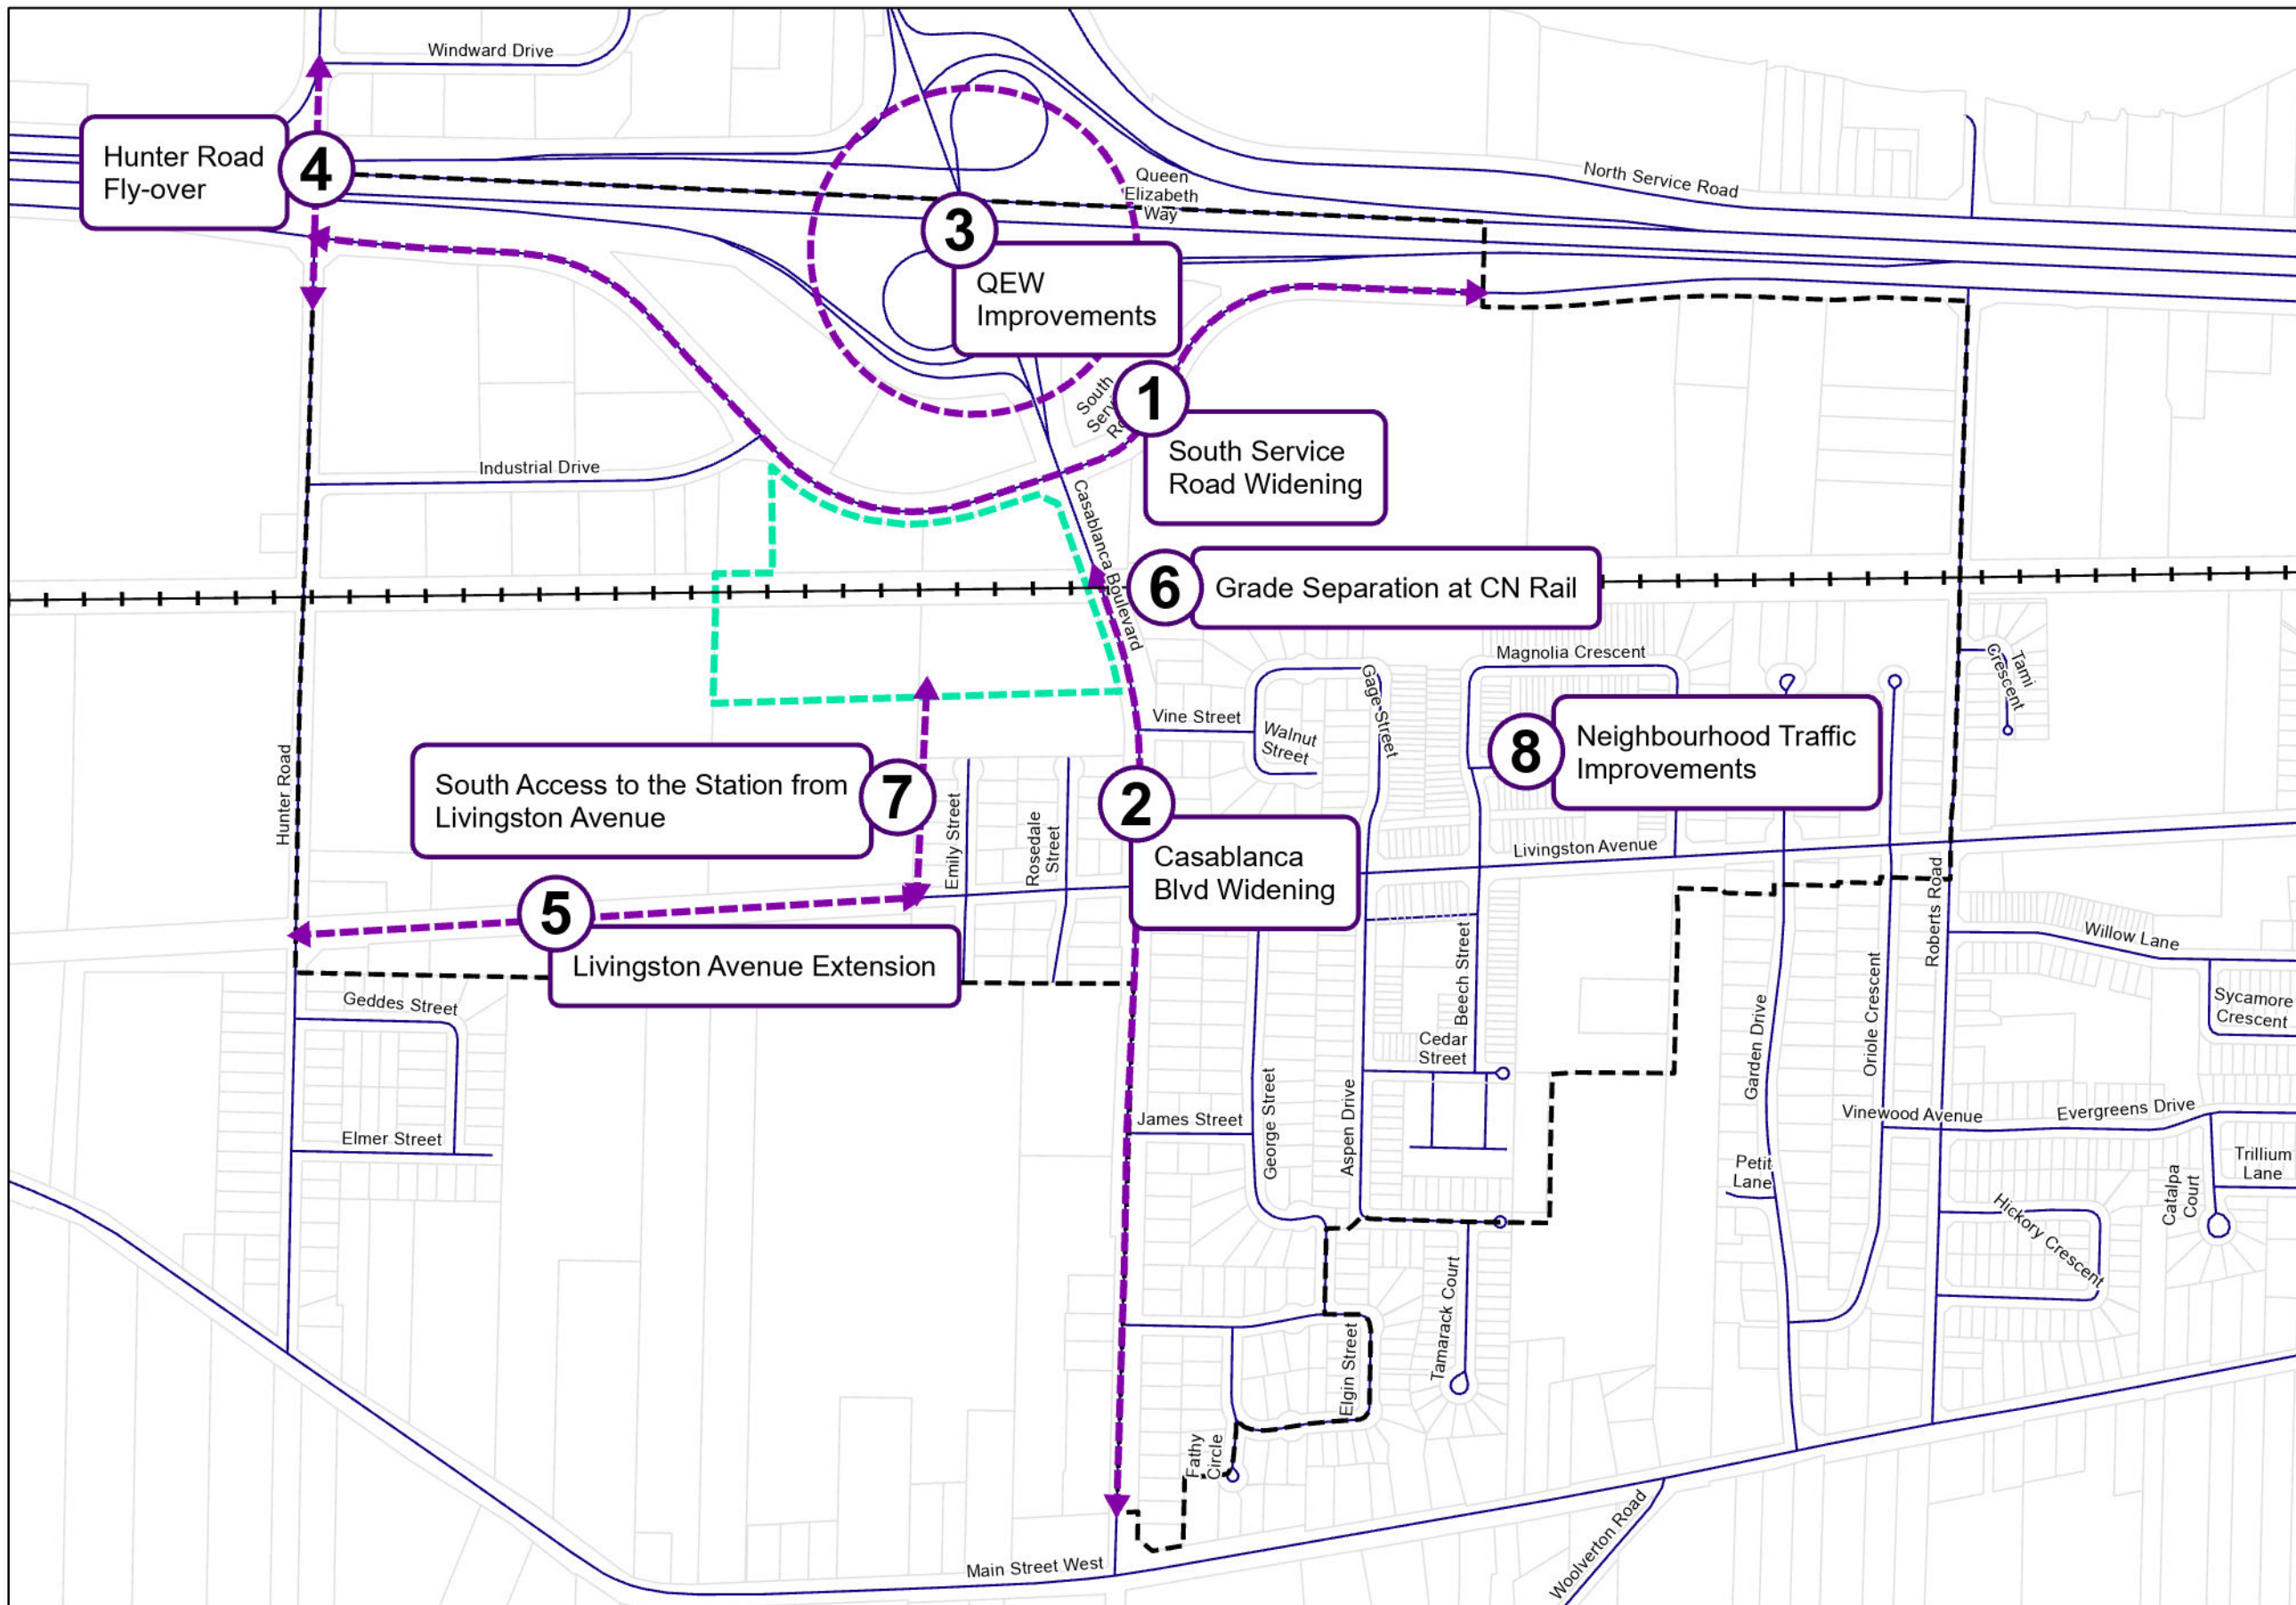 Windward Drive
Hunter Road
Fly-over
4
North Service Road
Queen
Elizabeth
Way
3
QEW
Improvements
South
1
South Service
Road Widening
Industrial Drive
Casablanca Boulevard
6
Grade Separation at CN Rail
Magnolia Crescent
Gage Street
Tami
Crescent
Vine Street
Walnut
Street
8
Neighbourhood Traffic
Improvements
Hunter Road
South Access to the Station from
Livingston Avenue
7
2
Casablanca
Blvd Widening
Emily Street
Rosedale
Street
Livingston Avenue
5
Livingston Avenue Extension
Roberts Road
Willow Lane
Geddes Street
Beech Street
Cedar
Street
Garden Drive
Oriole Crescent
Sycamore
Crescent
Elmer Street
James Street
George Street
Aspen Drive
Vinewood Avenue
Evergreens Drive
Petit
Lane
Trillium
Lane
Catalpa
Court
Hickory Crescent
Tamarack Court
Elgin Street
Fathy
Circle
Main Street West
Woolverton Road